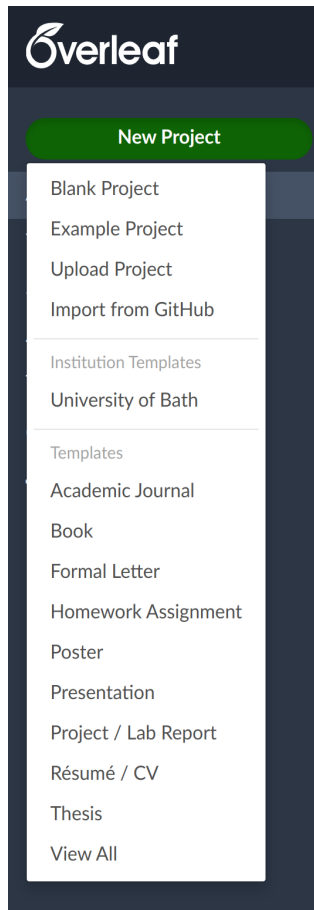 Overleaf
New Project
Blank Project
Example Project
Upload Project
Import from GitHub
Institution Templates
University of Bath
Templates
Academic Journal
Book
Formal Letter
Homework Assignment
Poster
Presentation
Project / Lab Report
Résumé / CV
Thesis
View All